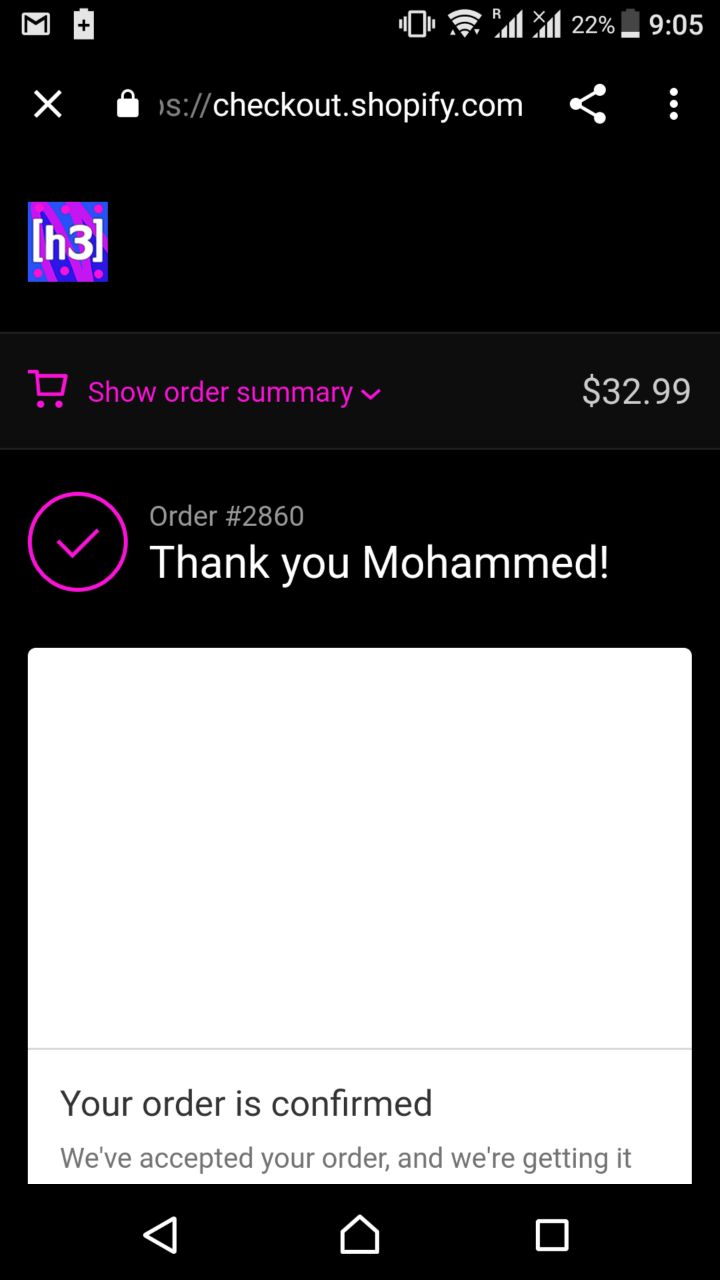 R
22%
9:05
ps://checkout.shopify.com
[h3]
Show order summary
$32.99
Order #2860
Thank you Mohammed!
Your order is confirmed
We've accepted your order, and we're getting it